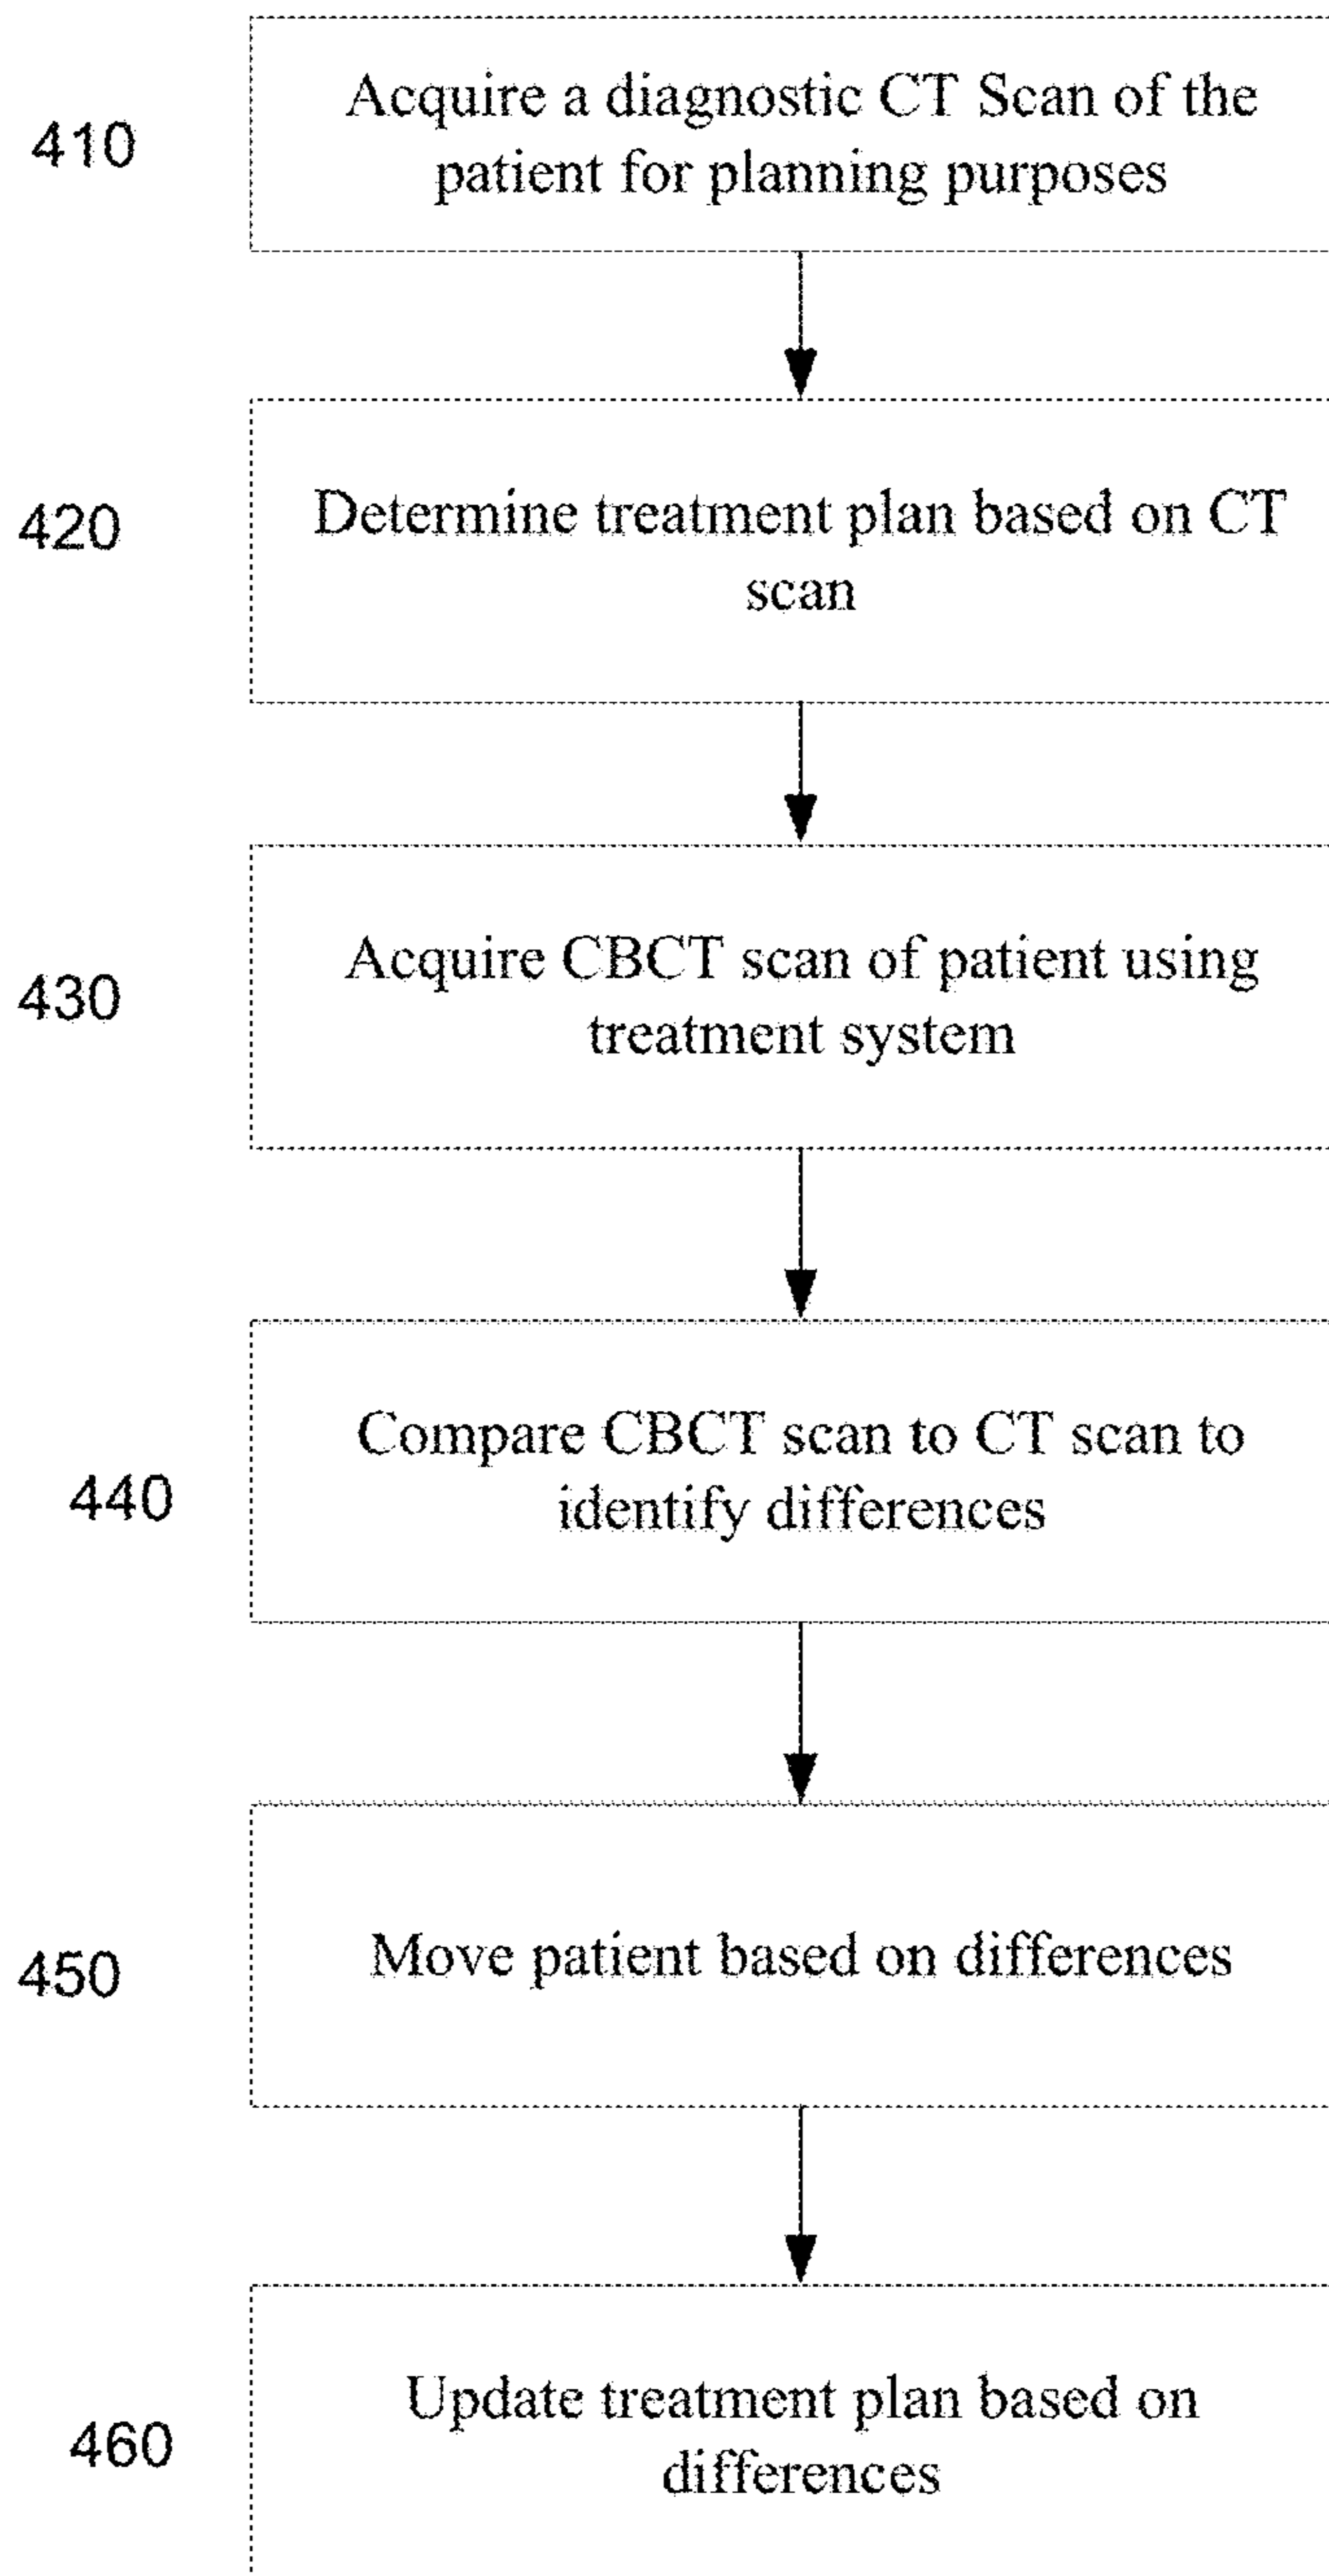 410
Acquire a diagnostic CT Scan of the
patient for planning purposes
420
Determine treatment plan based on CT
scan
430
Acquire CBCT scan of patient using
treatment system
440
Compare CBCT scan to CT scan to
identify differences
450
Move patient based on differences
460
Update treatment plan based on
differences